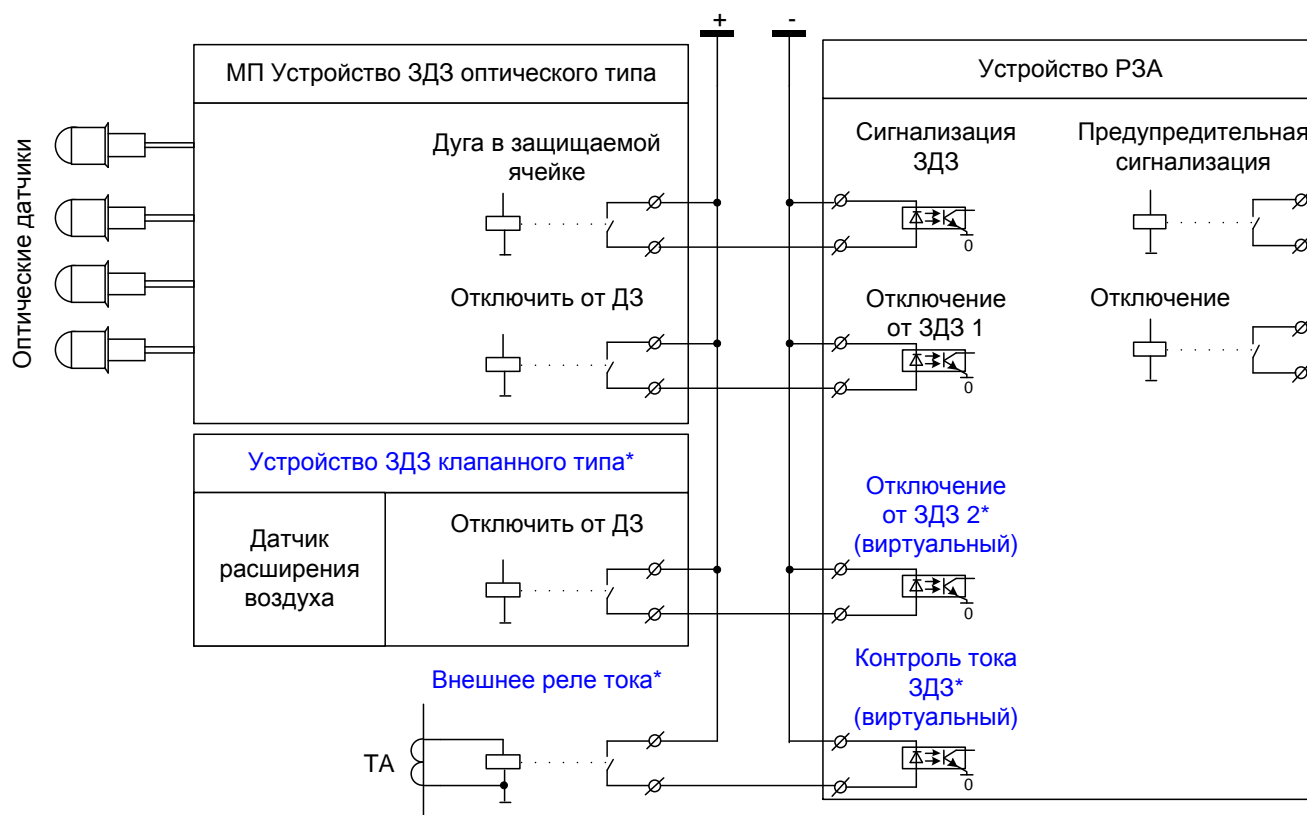 +
-
МП Устройство ЗДЗ оптического типа
Устройство РЗА
Оптические датчики
Дуга в защищаемой
ячейке
Сигнализация
ЗДЗ
Предупредительная
сигнализация
0
Отключить от ДЗ
Отключение
от ЗДЗ 1
Отключение
0
Устройство ЗДЗ клапанного типа*
Датчик
расширения
воздуха
Отключить от ДЗ
Отключение
от ЗДЗ 2*
(виртуальный)
0
Внешнее реле тока*
Контроль тока
ЗДЗ*
(виртуальный)
ТА
0